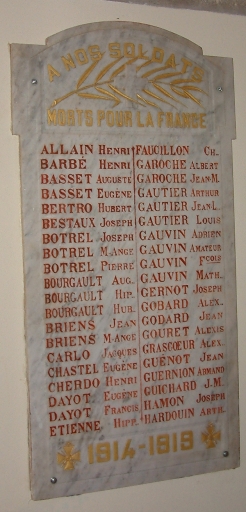 A NOS SOLDATS
MORTS POUR LA FRANCE
ALLAIN HENRI FAUCILLON CH.
BARBÉ HENRI GAROCHE ALBERT
BASSET AUGUSTE GAROCHE JEAN-M.
BASSET EUGÈNE GAUTIER ARTHUR
BERTRO HUBERT GAUTIER JEAN-L.
BESTAUX JOSEPH GAUTIER LOUIS
BOTREL JOSEPH GAUVIN ADRIEN
BOTREL M.ANGE GAUVIN AMATEUR
BOTREL PIERRE GAUVIN FçOIS
BOURGAULT AUG. GAUVIN MATH.
BOURGAULT HIP. GERNOT JOSEPH
BOURGAULT HUB. GOBARD ALEX.
BRIENS JEAN GODARD JEAN
BRIENS M-ANGE GOURET ALEXIS
CARLO JACQUES GRASCŒUR ALEX.
CHASTEL EUGÈNE GUÉNOT JEAN
CHERDO HENRI GUERNION ARMAND
DAYOT EUGÈNE GUICHARD J.M.
DAYOT FRANCIS HAMON JOSEPH
ETIENNE HIPP. HARDOUIN ARTH.
1914-1919